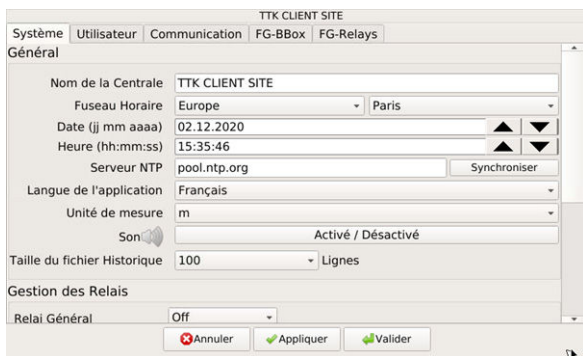 TTK CLIENT SITE
Système Utilisateur Communication FG-BBox FG-Relays
Général
Nom de la Centrale TTK CLIENT SITE
Fuseau Horaire Europe Paris
Date (jj mm aaaa) 02.12.2020
Heure (hh:mm:ss) 15:35:46
Serveur NTP pool.ntp.org Synchroniser
Langue de l'application Français
Unité de mesure m
Son Activé / Désactivé
Taille du fichier Historique 100 Lignes
Gestion des Relais
Relai Général Off
Annuler Appliquer Valider